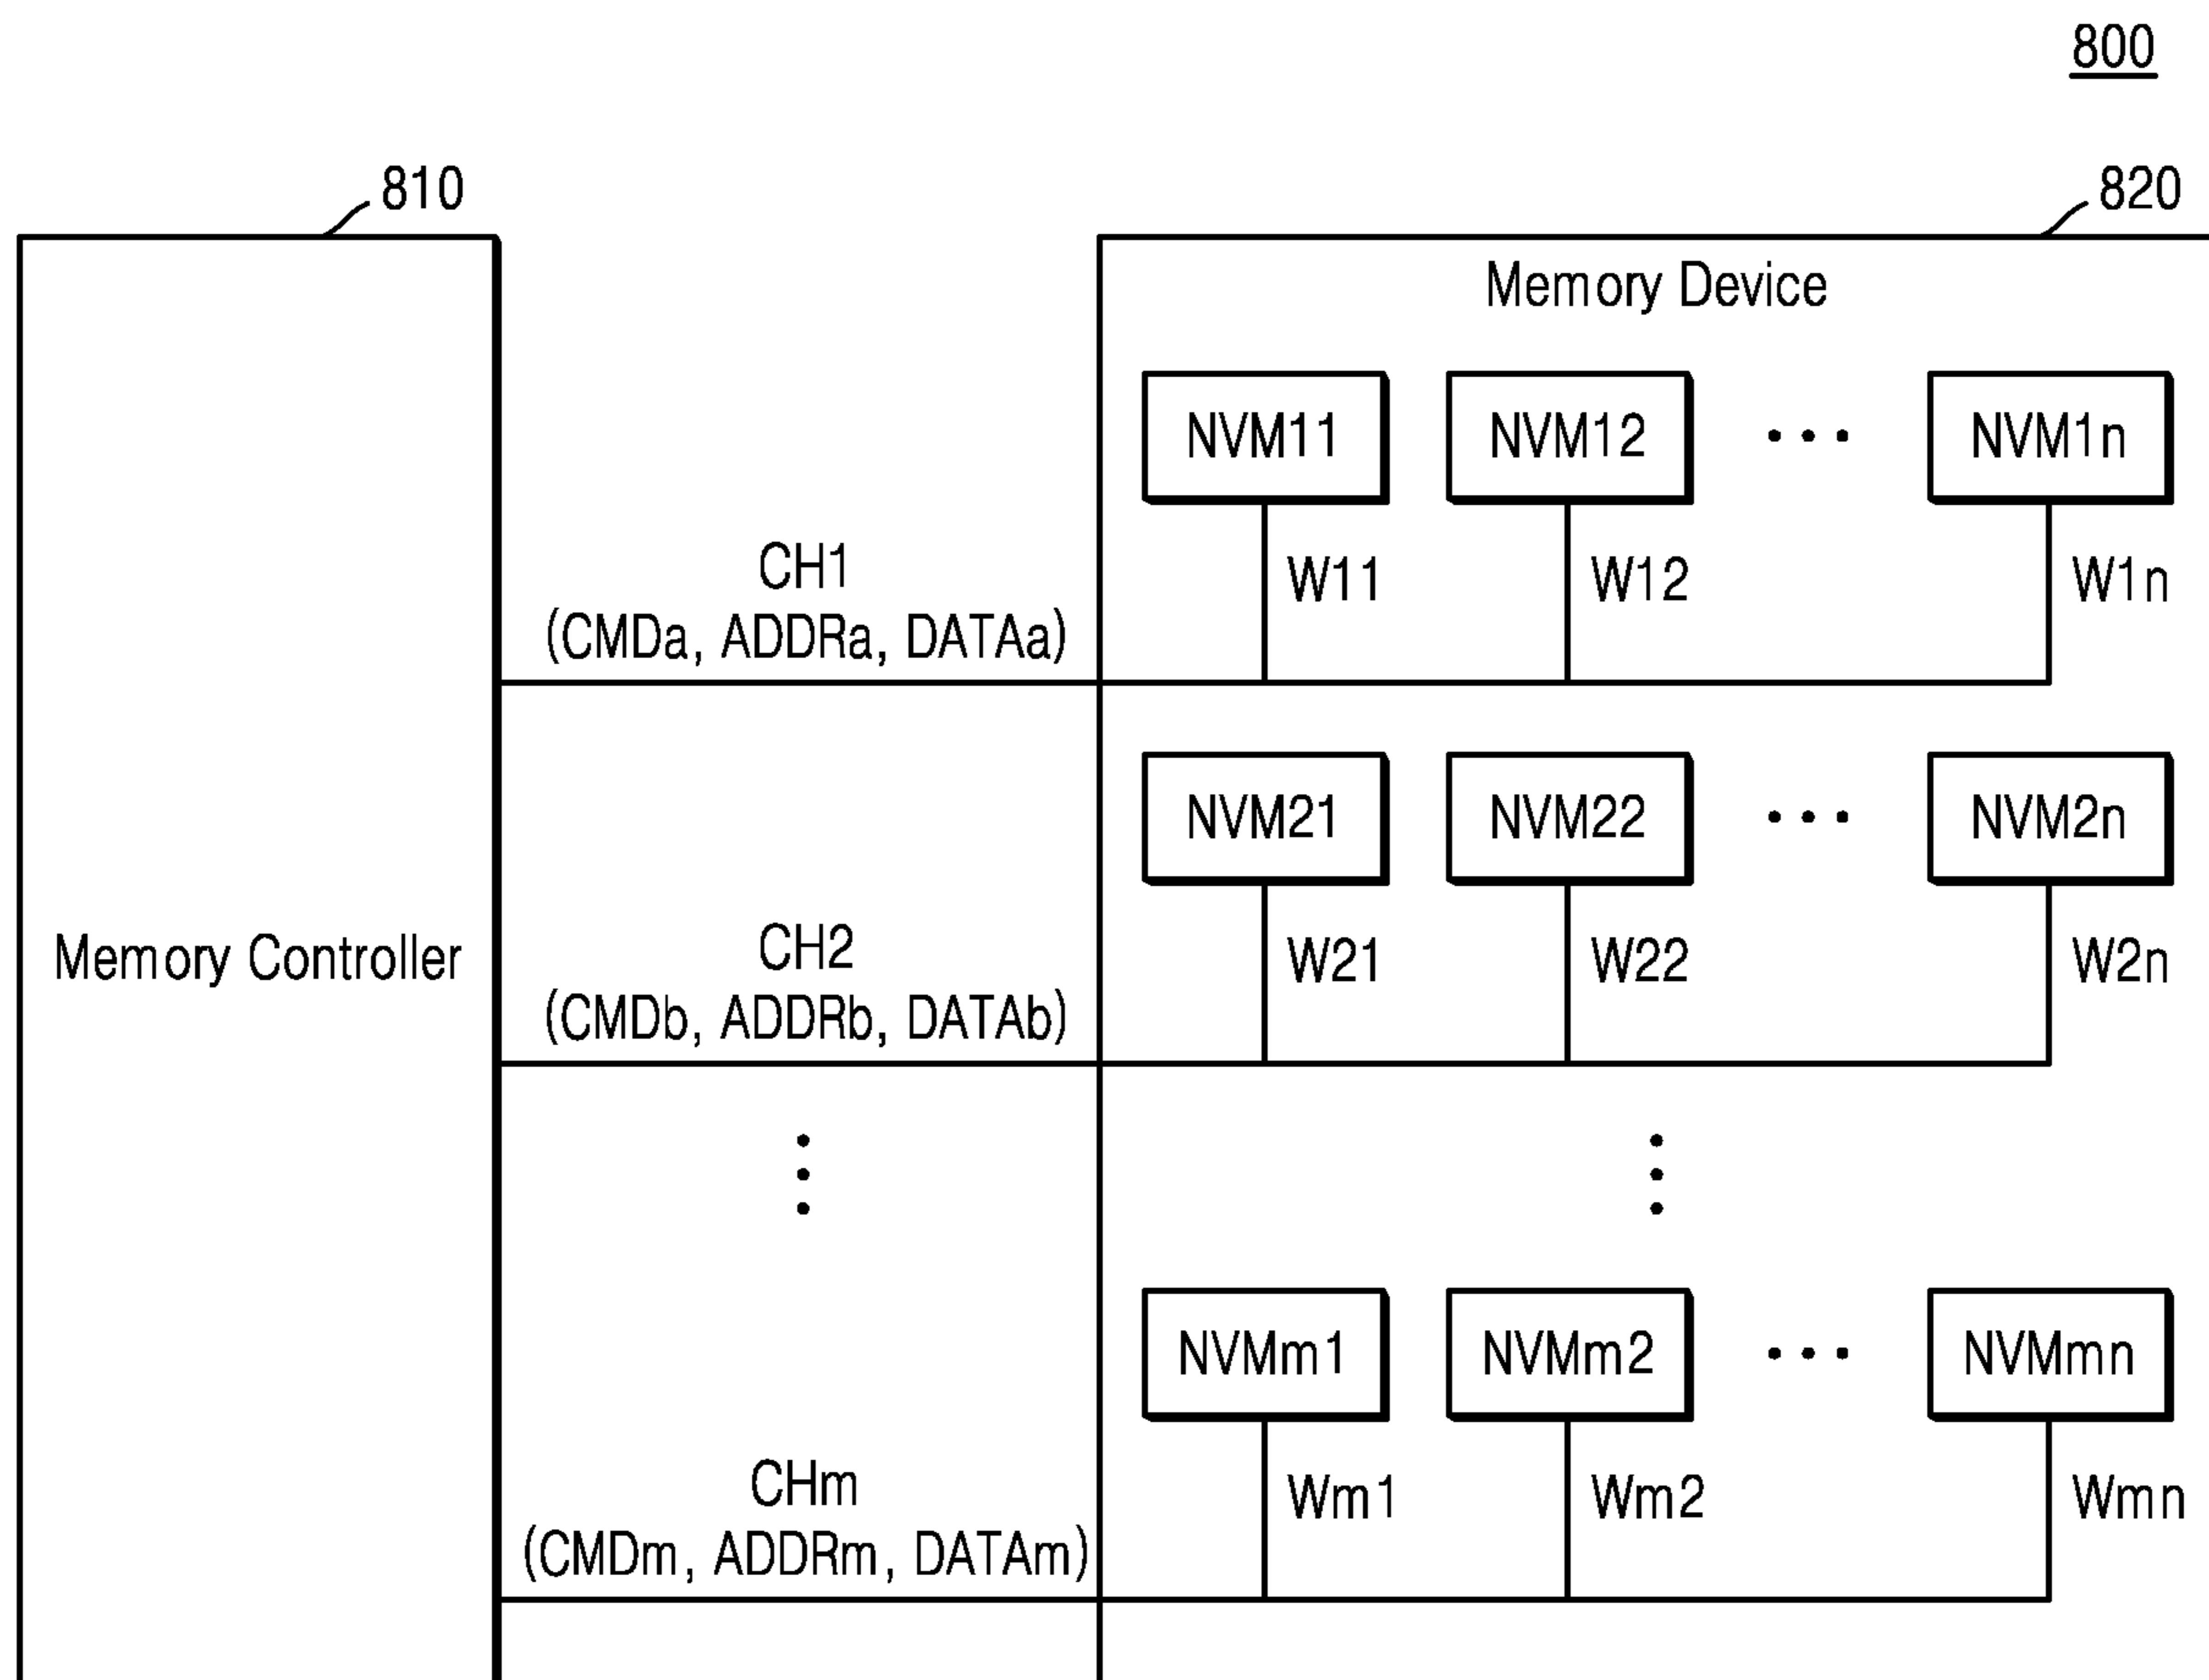 800
810
820
Memory Device
NVM11 NVM12 ••• NVM1n
CH1
W11 W12 W1n
(CMDa, ADDRa, DATAa)
NVM21 NVM22 ••• NVM2n
Memory Controller
CH2
W21 W22 W2n
(CMDb, ADDRb, DATAb)
NVMm1 NVMm2 ••• NVMmn
CHm
Wm1 Wm2 Wmn
(CMDm, ADDRm, DATAm)